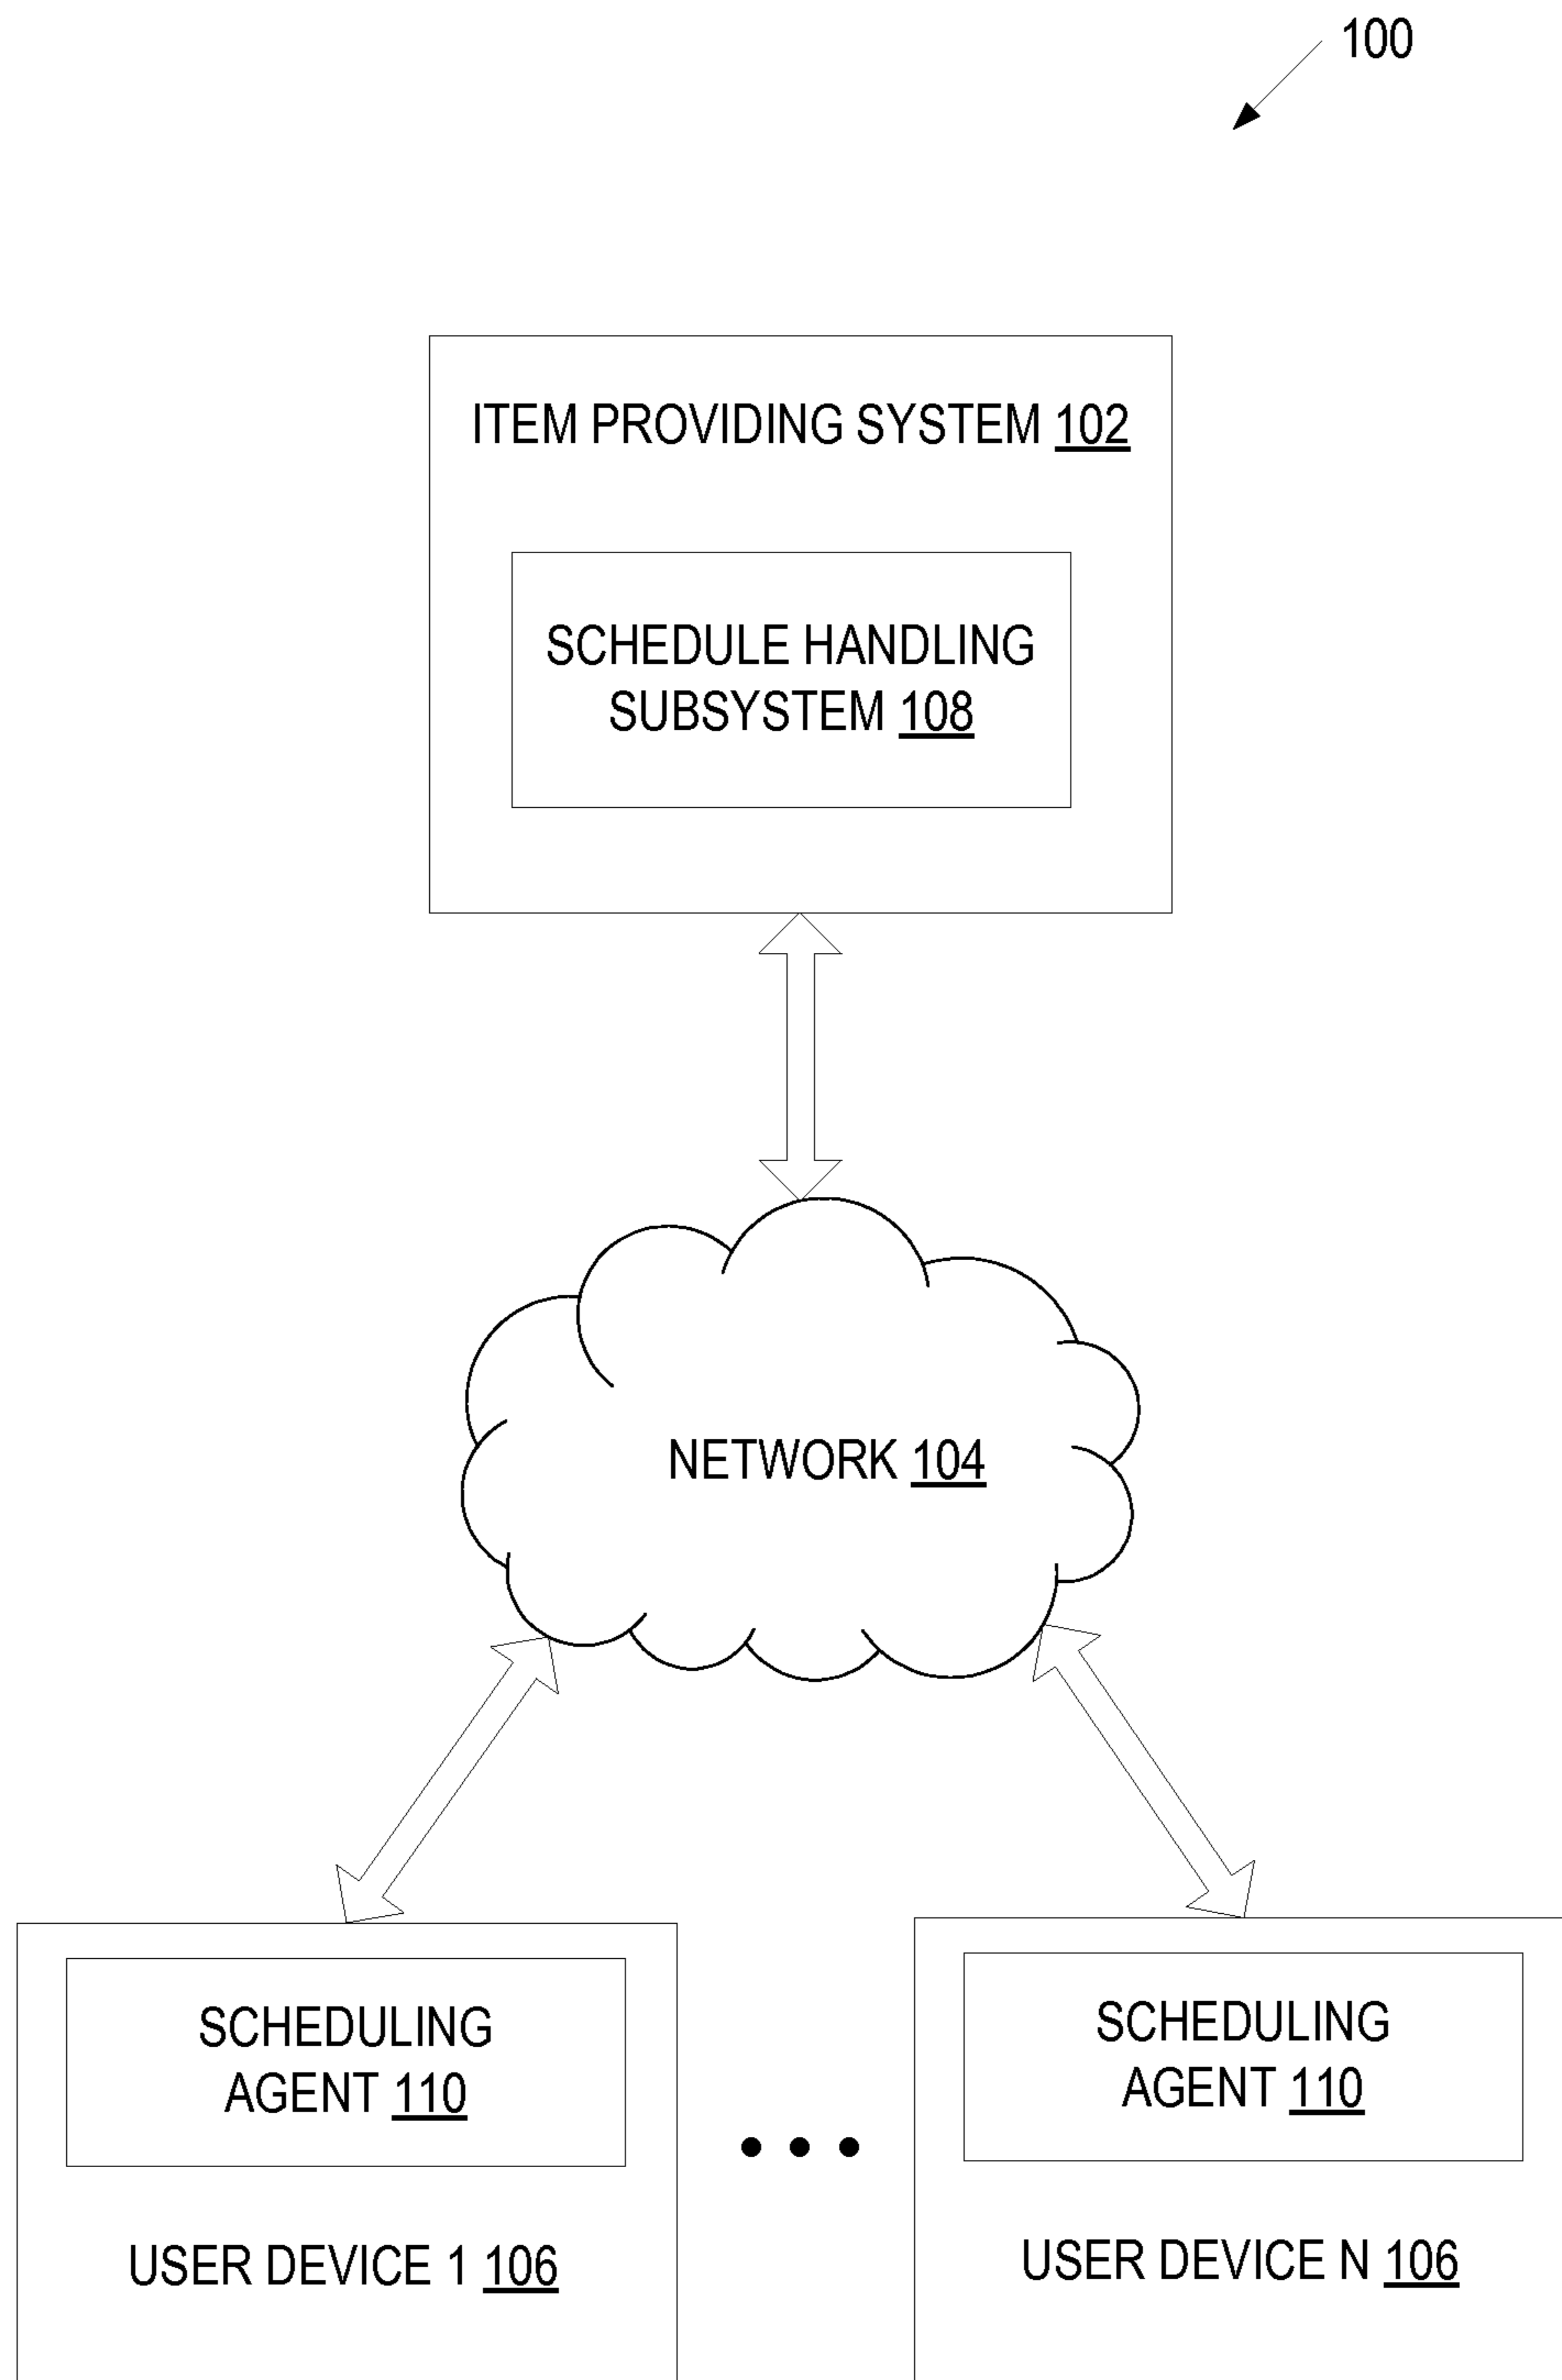 100
ITEM PROVIDING SYSTEM 102
SCHEDULE HANDLING
SUBSYSTEM 108
NETWORK 104
SCHEDULING
AGENT 110
USER DEVICE 1 106
SCHEDULING
AGENT 110
USER DEVICE N 106